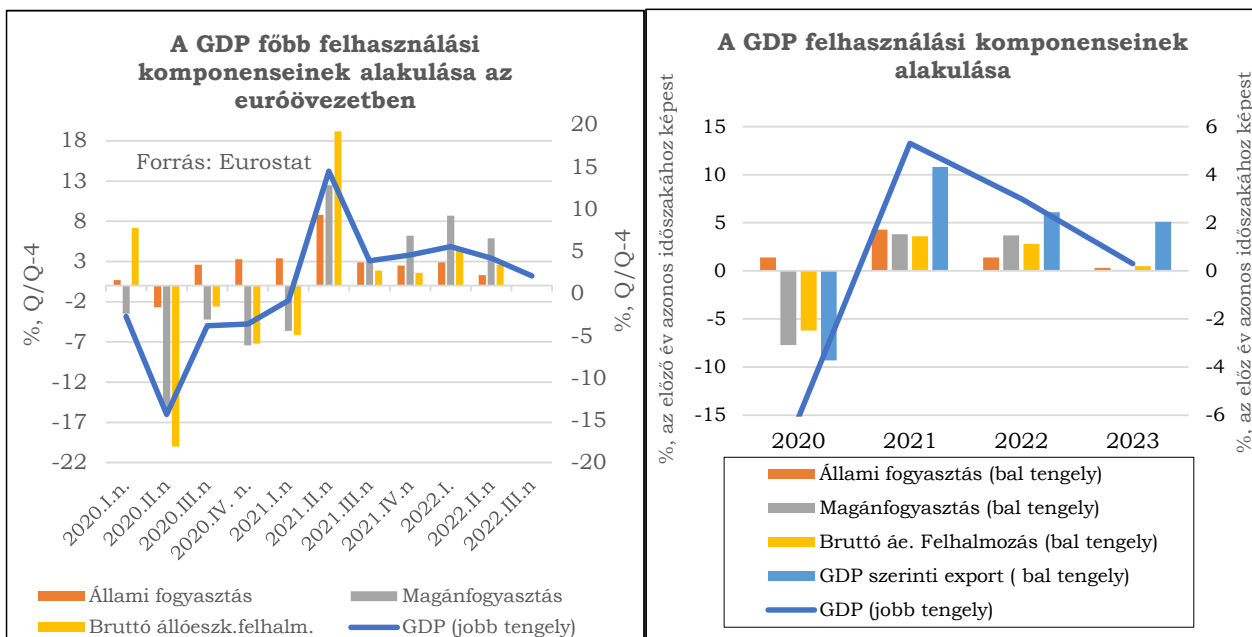 A GDP főbb felhasználási
komponenseinek alakulása az
euróövezetben
Forrás: Eurostat
%, Q/Q-4
18
13
8
3
-2
-7
-12
-17
-22
20
15
10
5
0
-5
-10
-15
-20
%, Q/Q-4
2020.I.n.
2020.II.n
2020.III.n
2020.IV. n.
2021.I.n
2021.II.n
2021.III.n
2021.IV.n
2022.I.
2022.II.n
2022.III.n
Állami fogyasztás
Magánfogyasztás
Bruttó állóeszk.felhalm.
GDP (jobb tengely)
A GDP felhasználási komponenseinek
alakulása
%, az előző év azonos időszakához képest
15
10
5
0
-5
-10
-15
6
4
2
0
-2
-4
-6
%, az előz év azonos időszakához képest
2020
2021
2022
2023
Állami fogyasztás (bal tengely)
Magánfogyasztás (bal tengely)
Bruttó áe. Felhalmozás (bal tengely)
GDP szerinti export ( bal tengely)
GDP (jobb tengely)